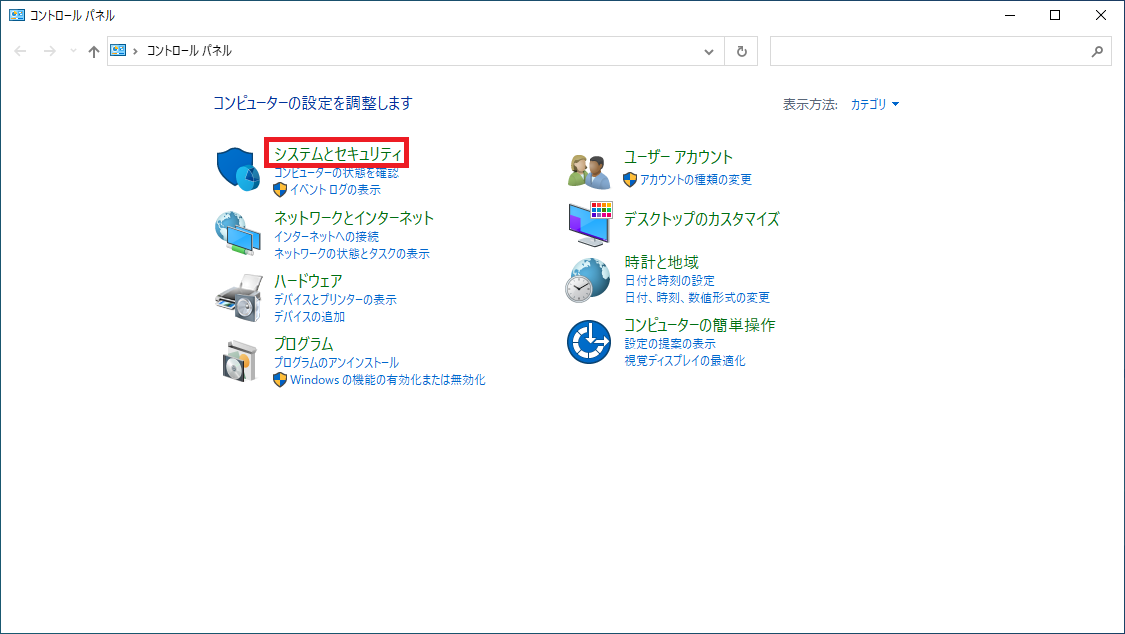 コントロール パネル
コントロール パネル
コンピューターの設定を調整します
表示方法: カテゴリ
システムとセキュリティ
コンピューターの状態を確認
イベント ログの表示
ネットワークとインターネット
インターネットへの接続
ネットワークの状態とタスクの表示
ハードウェア
デバイスとプリンターの表示
デバイスの追加
プログラム
プログラムのアンインストール
Windows の機能の有効化または無効化
ユーザー アカウント
アカウントの種類の変更
デスクトップのカスタマイズ
時計と地域
日付と時刻の設定
日付、時刻、数値形式の変更
コンピューターの簡単操作
設定の提案の表示
視覚ディスプレイの最適化